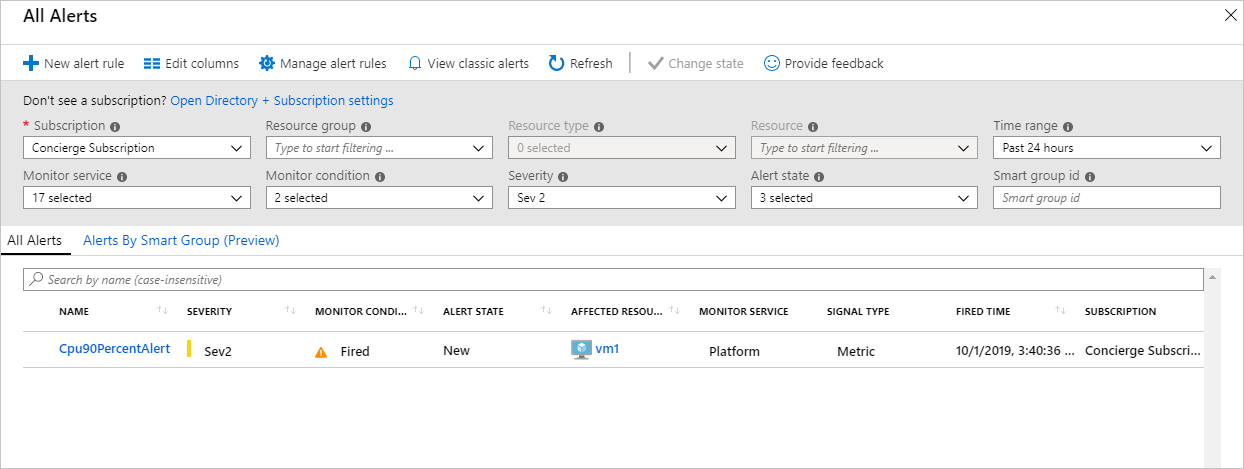 All Alerts
New alert rule Edit columns Manage alert rules View classic alerts Refresh Change state Provide feedback
Don't see a subscription? Open Directory + Subscription settings
* Subscription Resource group Resource type Resource Time range
Concierge Subscription Type to start filtering ... 0 selected Type to start filtering ... Past 24 hours
Monitor service Monitor condition Severity Alert state Smart group id
17 selected 2 selected Sev 2 3 selected Smart group id
All Alerts Alerts By Smart Group (Preview)
Search by name (case-insensitive)
NAME SEVERITY MONITOR CONDI... ALERT STATE AFFECTED RESOU... MONITOR SERVICE SIGNAL TYPE FIRED TIME SUBSCRIPTION
Cpu90PercentAlert Sev2 Fired New vm1 Platform Metric 10/1/2019, 3:40:36 ... Concierge Subscri...